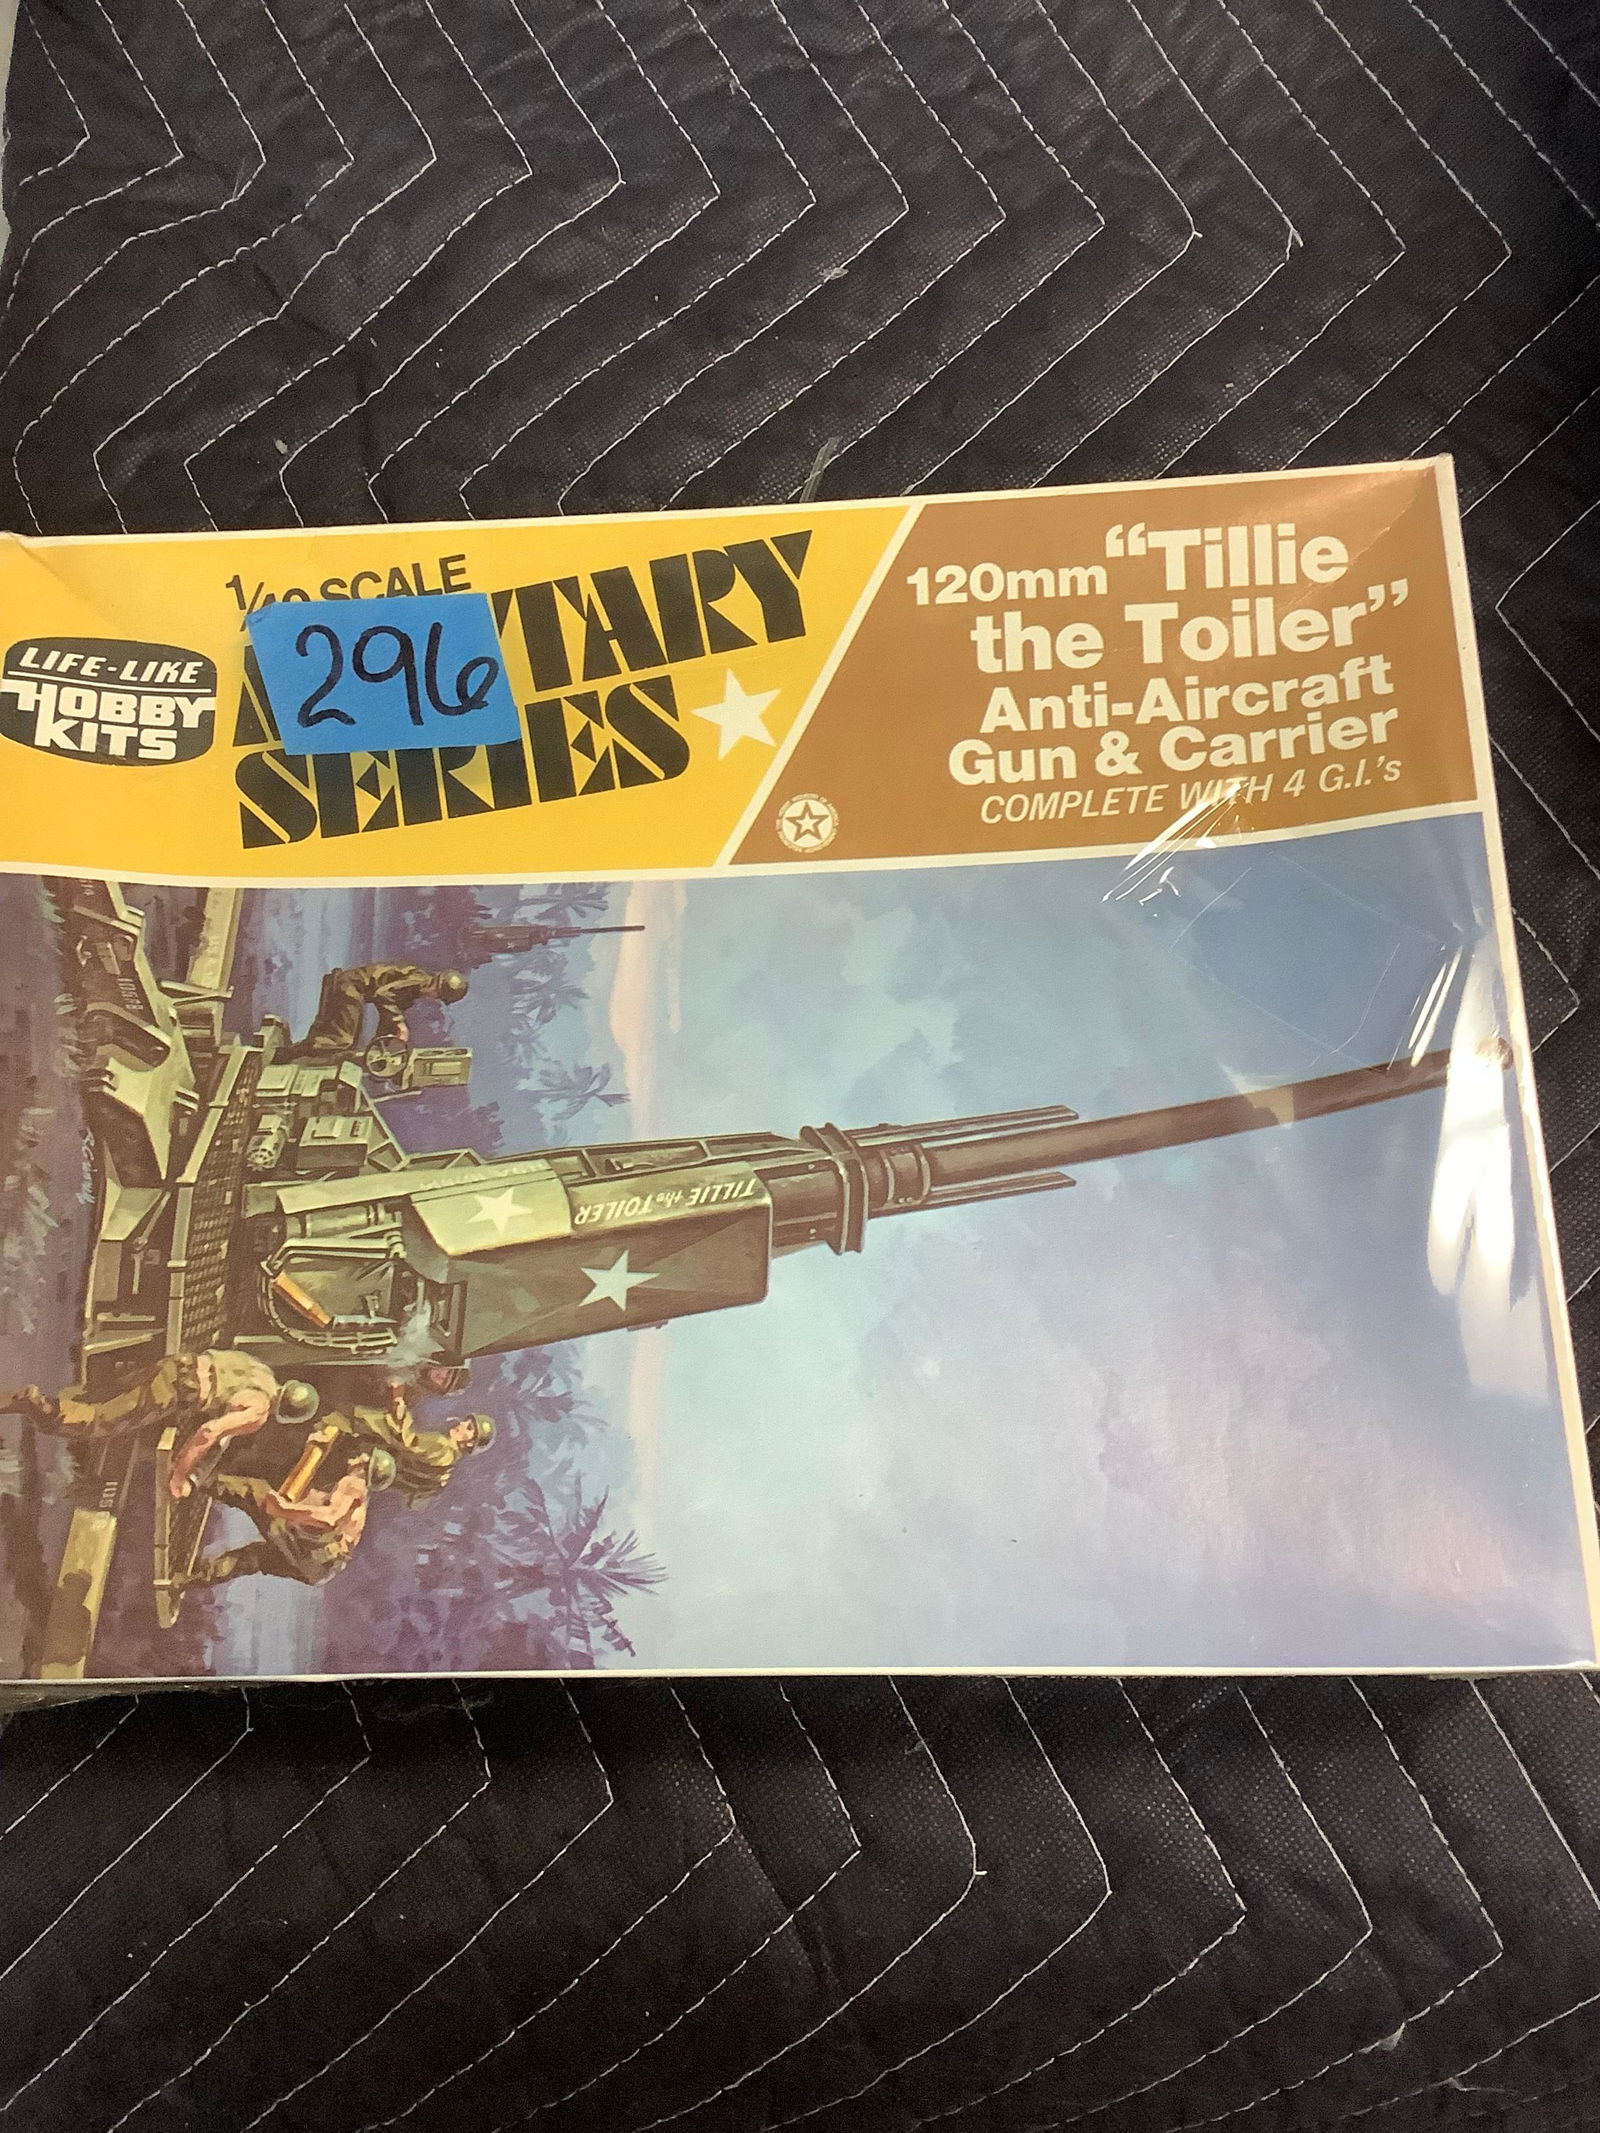 1/40 SCALE
LIFE-LIKE
HOBBY
KITS
296
TARY
SERIES
120mm “Tillie
the Toiler”
Anti-Aircraft
Gun & Carrier
COMPLETE WITH 4 G.I.'s
TILLIE the TOILER